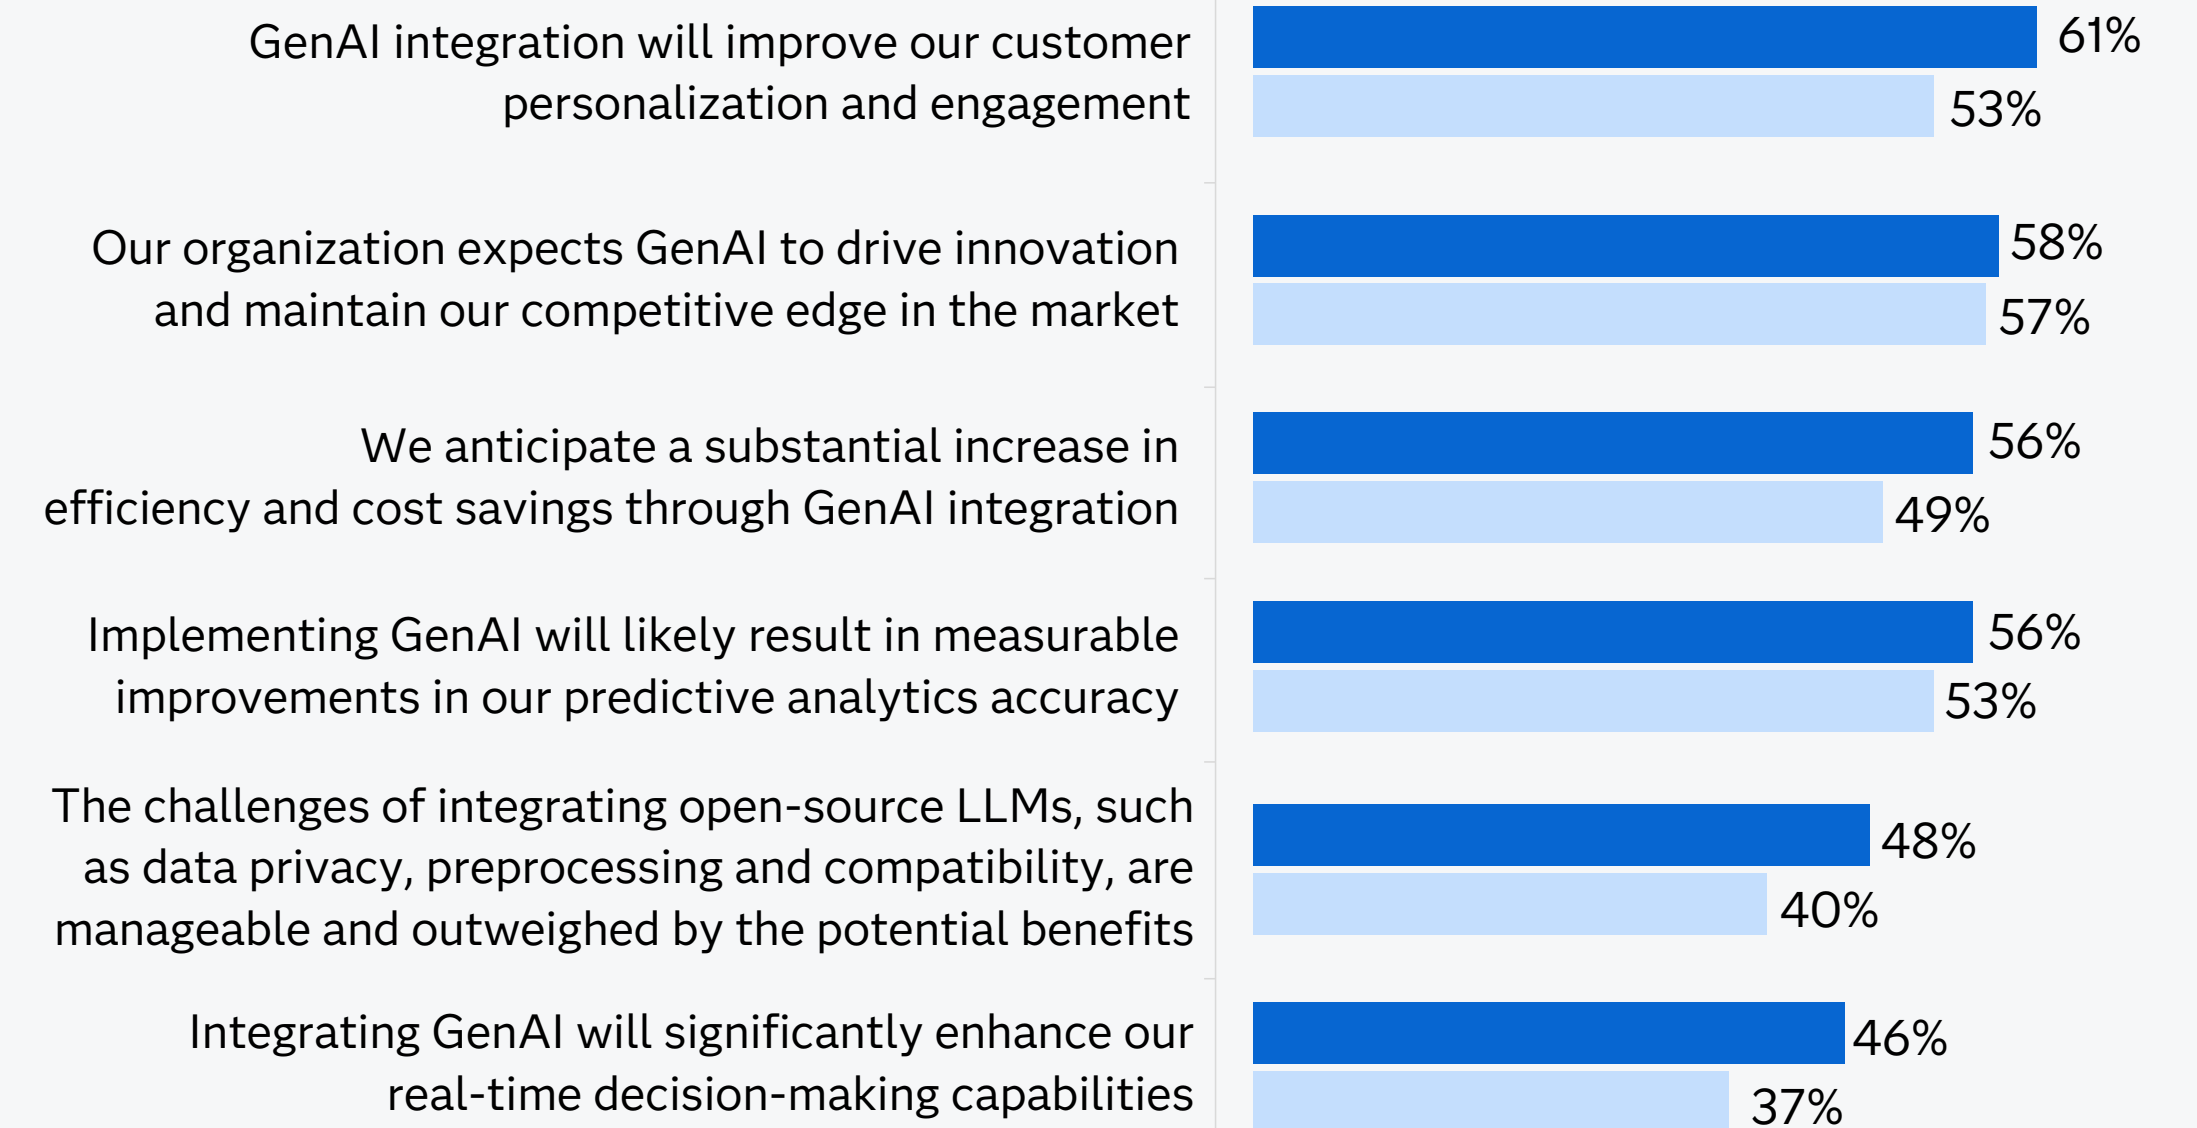 GenAI integration will improve our customer
personalization and engagement
61%
53%
Our organization expects GenAI to drive innovation
and maintain our competitive edge in the market
58%
57%
We anticipate a substantial increase in
efficiency and cost savings through GenAI integration
56%
49%
Implementing GenAI will likely result in measurable
improvements in our predictive analytics accuracy
56%
53%
The challenges of integrating open-source LLMs, such
as data privacy, preprocessing and compatibility, are
manageable and outweighed by the potential benefits
48%
40%
Integrating GenAI will significantly enhance our
real-time decision-making capabilities
46%
37%